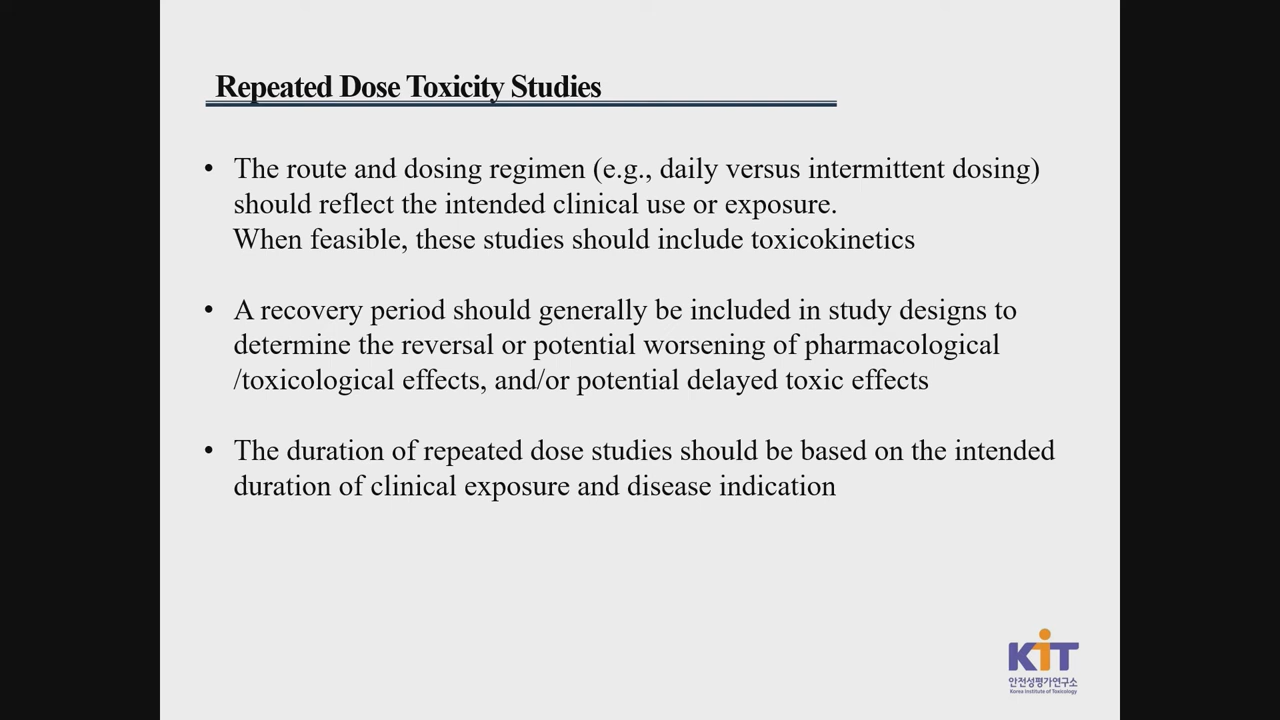 Repeated Dose Toxicity Studies
• The route and dosing regimen (e.g., daily versus intermittent dosing)
should reflect the intended clinical use or exposure.
When feasible, these studies should include toxicokinetics
• A recovery period should generally be included in study designs to
determine the reversal or potential worsening of pharmacological
/toxicological effects, and/or potential delayed toxic effects
• The duration of repeated dose studies should be based on the intended
duration of clinical exposure and disease indication
KiT
안전성평가연구소
Korea Institute of Toxicology